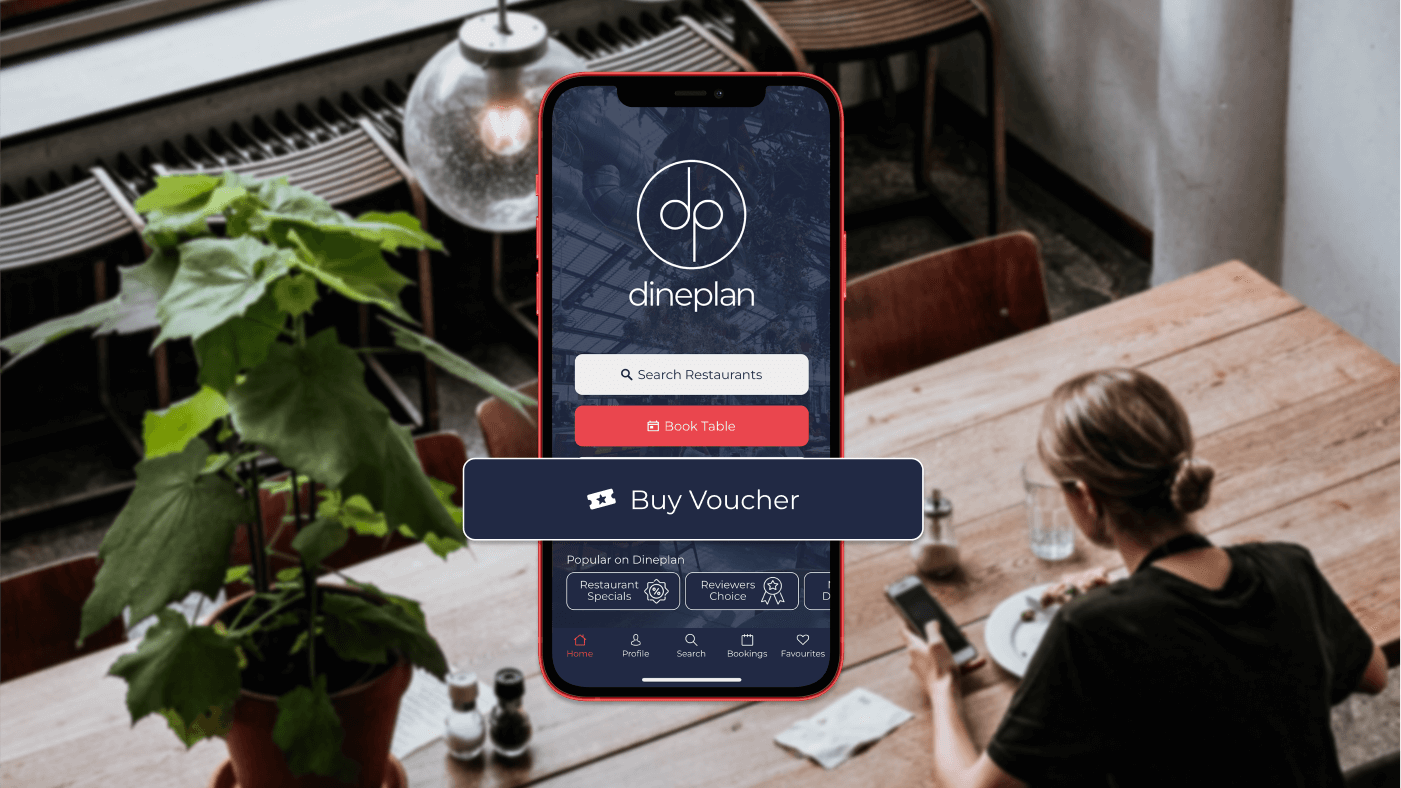 dp
dineplan
Search Restaurants
Book Table
Buy Voucher
Popular on Dineplan
Restaurant
Specials
Reviewers
Choice
Home
Profile
Search
Bookings
Favourites